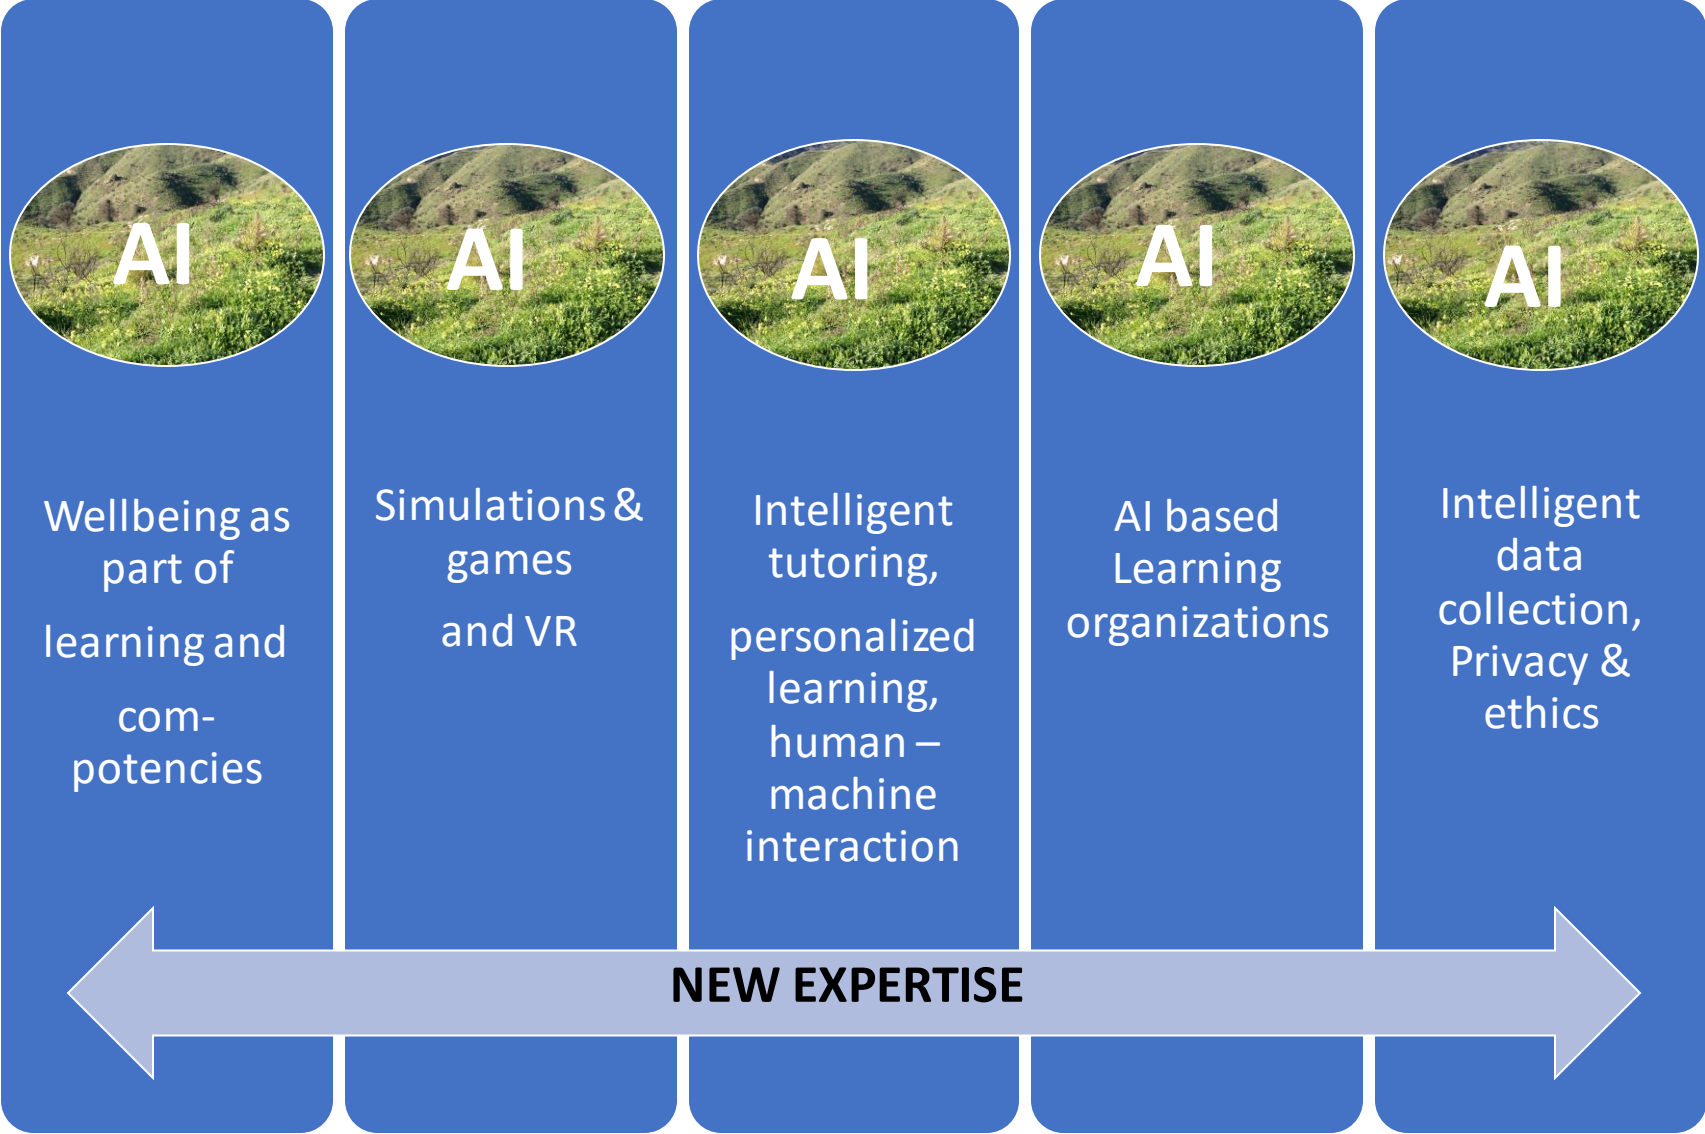 AI
Wellbeing as
part of
learning and
com-
potencies
AI
Simulations &
games
and VR
AI
Intelligent
tutoring,
personalized
learning,
human –
machine
interaction
AI
AI based
Learning
organizations
AI
Intelligent
data
collection,
Privacy &
ethics
NEW EXPERTISE